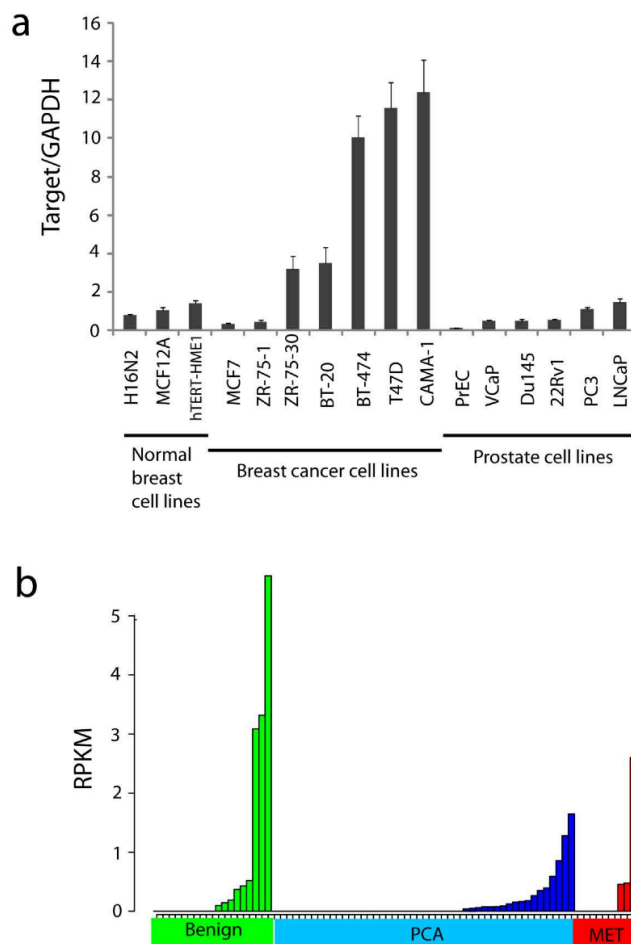 a
Target/GAPDH
16
14
12
10
8
6
4
2
0
H16N2
MCF12A
hTERT-HME1
MCF7
ZR-75-1
ZR-75-30
BT-20
BT-474
T47D
CAMA-1
PrEC
VCaP
Du145
22Rv1
PC3
LNCaP
Normal
breast
cell lines
Breast cancer cell lines
Prostate cell lines
b
RPKM
5
4
3
2
1
0
Benign
PCA
MET